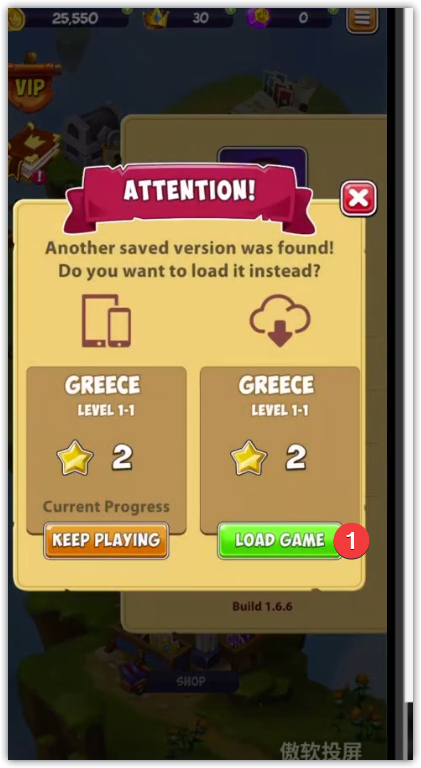 25,550
30
0
VIP
ATTENTION!
Another saved version was found!
Do you want to load it instead?
GREECE
LEVEL 1-1
2
Current Progress
KEEP PLAYING
GREECE
LEVEL 1-1
2
LOAD GAME
1
Build 1.6.6
SHOP
傲软投屏